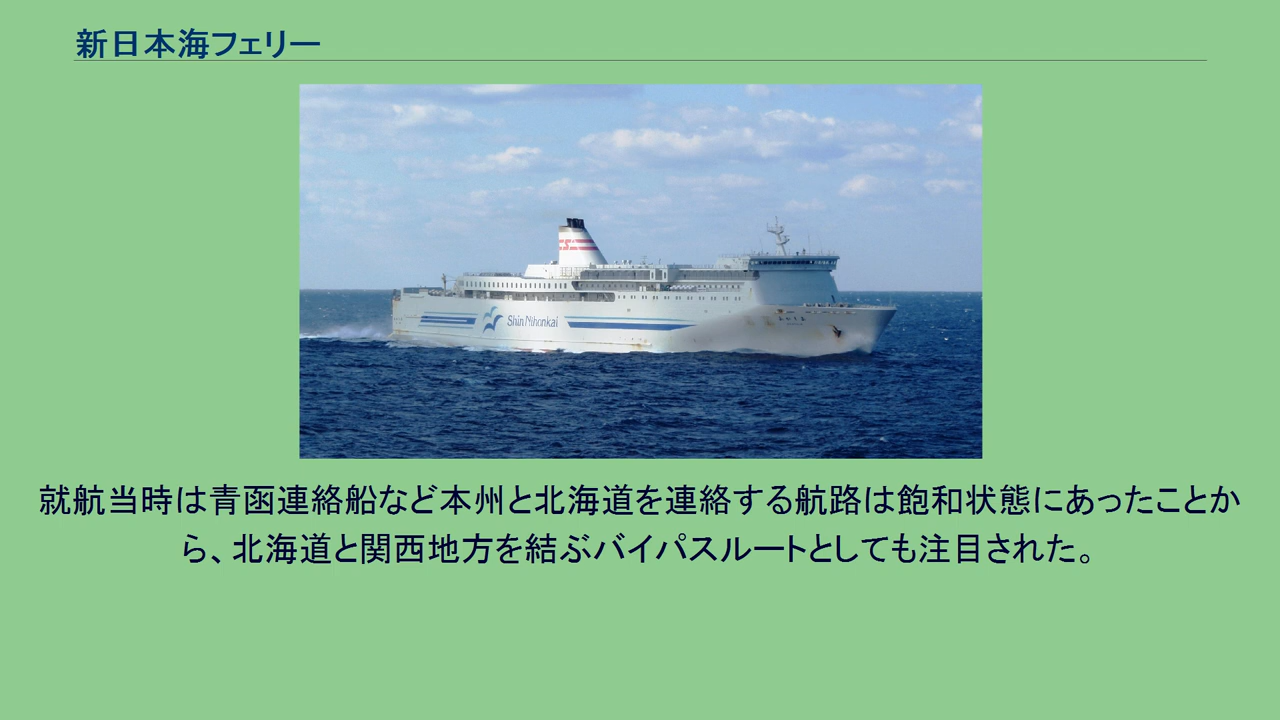 新日本海フェリー
Shin Nihonkai
就航当時は青函連絡船など本州と北海道を連絡する航路は飽和状態にあったことか
ら、北海道と関西地方を結ぶバイパスルートとしても注目された。